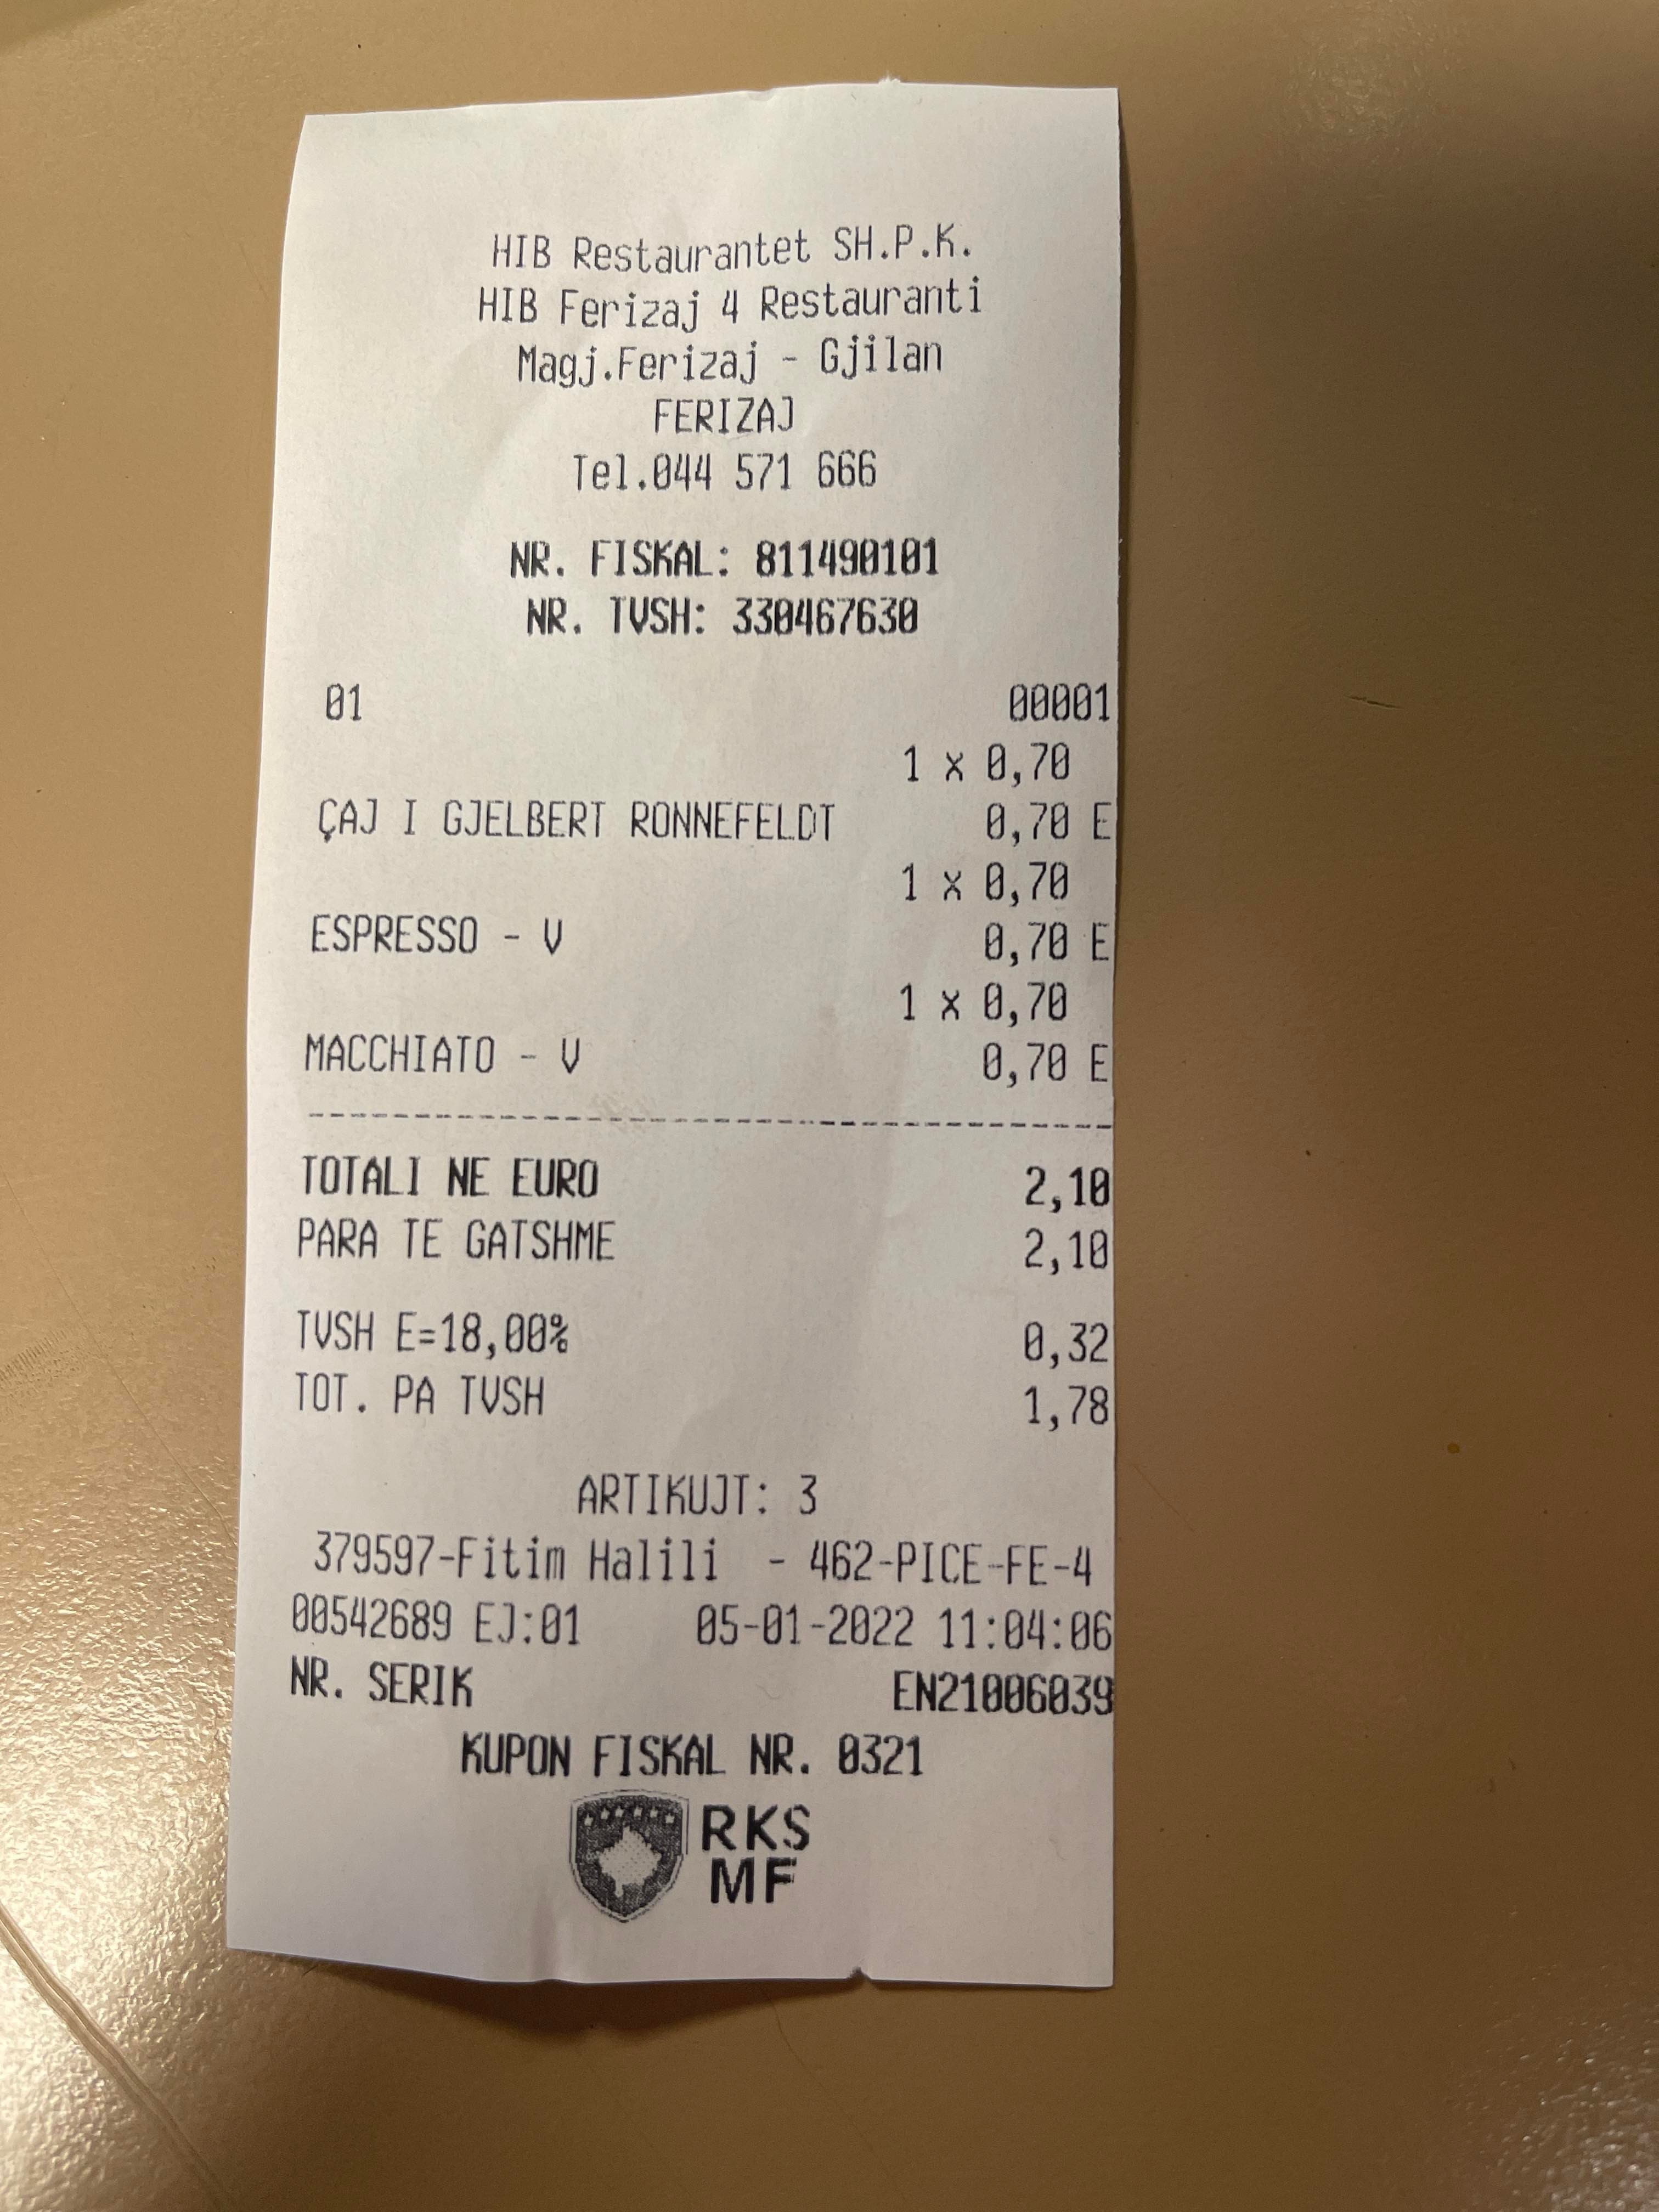 HIB Restaurantet SH.P.K.
HIB Ferizaj 4 Restauranti
Magj.Ferizaj - Gjilan
FERIZAJ
Tel.044 571 666
NR. FISKAL: 811490101
NR. TVSH: 330467630
01 00001
1 x 0,70
ÇAJ I GJELBERT RONNEFELDT 0,70 E
1 x 0,70
ESPRESSO - V 0,70 E
1 x 0,70
MACCHIATO - V 0,70 E
TOTALI NE EURO 2,10
PARA TE GATSHME 2,10
TVSH E=18,00% 0,32
TOT. PA TVSH 1,78
ARTIKUJT: 3
379597-Fitim Halili - 462-PICE-FE-4
00542689 EJ:01 05-01-2022 11:04:06
NR. SERIK EN21006039
KUPON FISKAL NR. 0321
RKS
MF